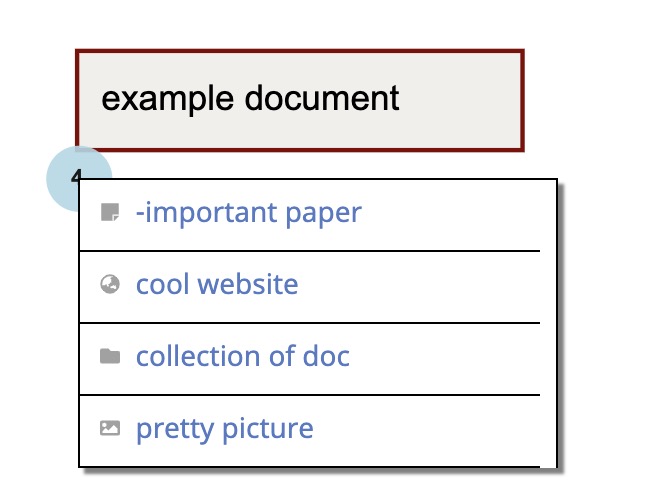 example document
4
-important paper
cool website
collection of doc
pretty picture